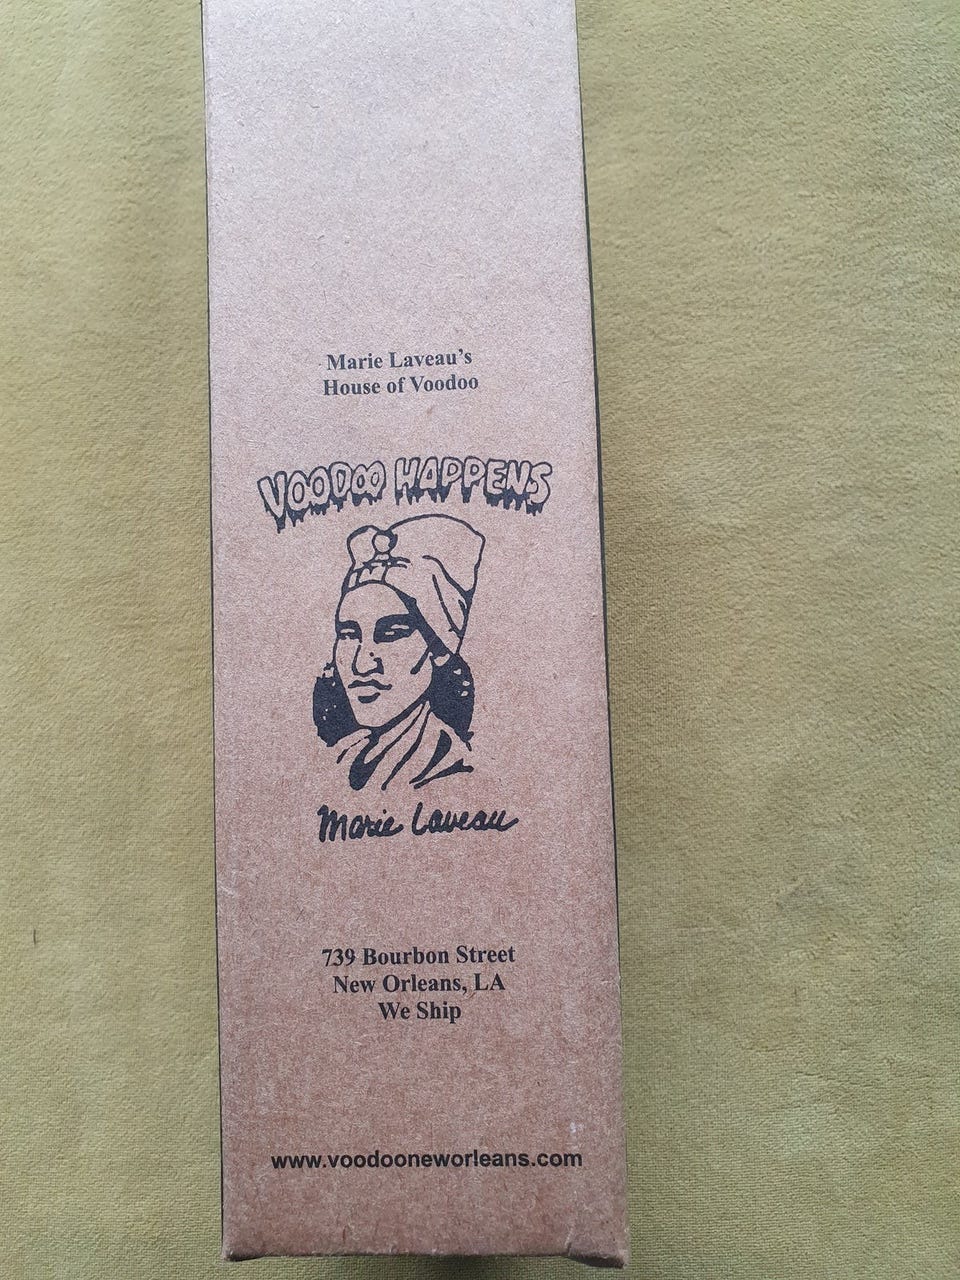 Marie Laveau's
House of Voodoo
VOODOO HAPPENS
Marie Laveau
739 Bourbon Street
New Orleans, LA
We Ship
www.voodooneworleans.com